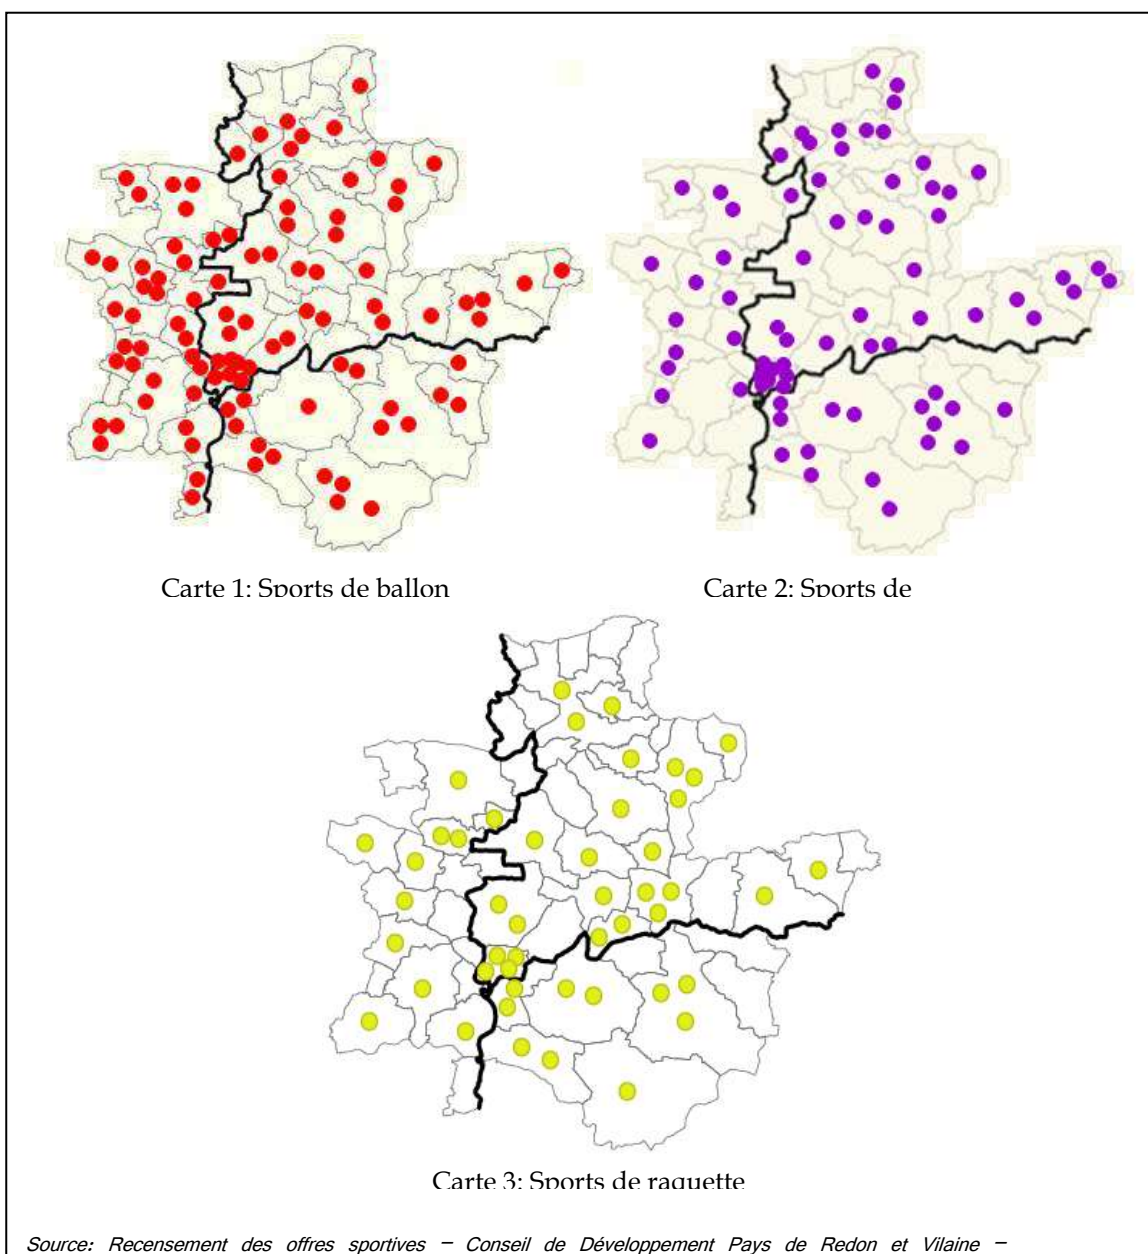 Carte 1: Sports de ballon
Carte 2: Sports de
Carte 3: Sports de raquette
Source: Recensement des offres sportives – Conseil de Développement Pays de Redon et Vilaine –